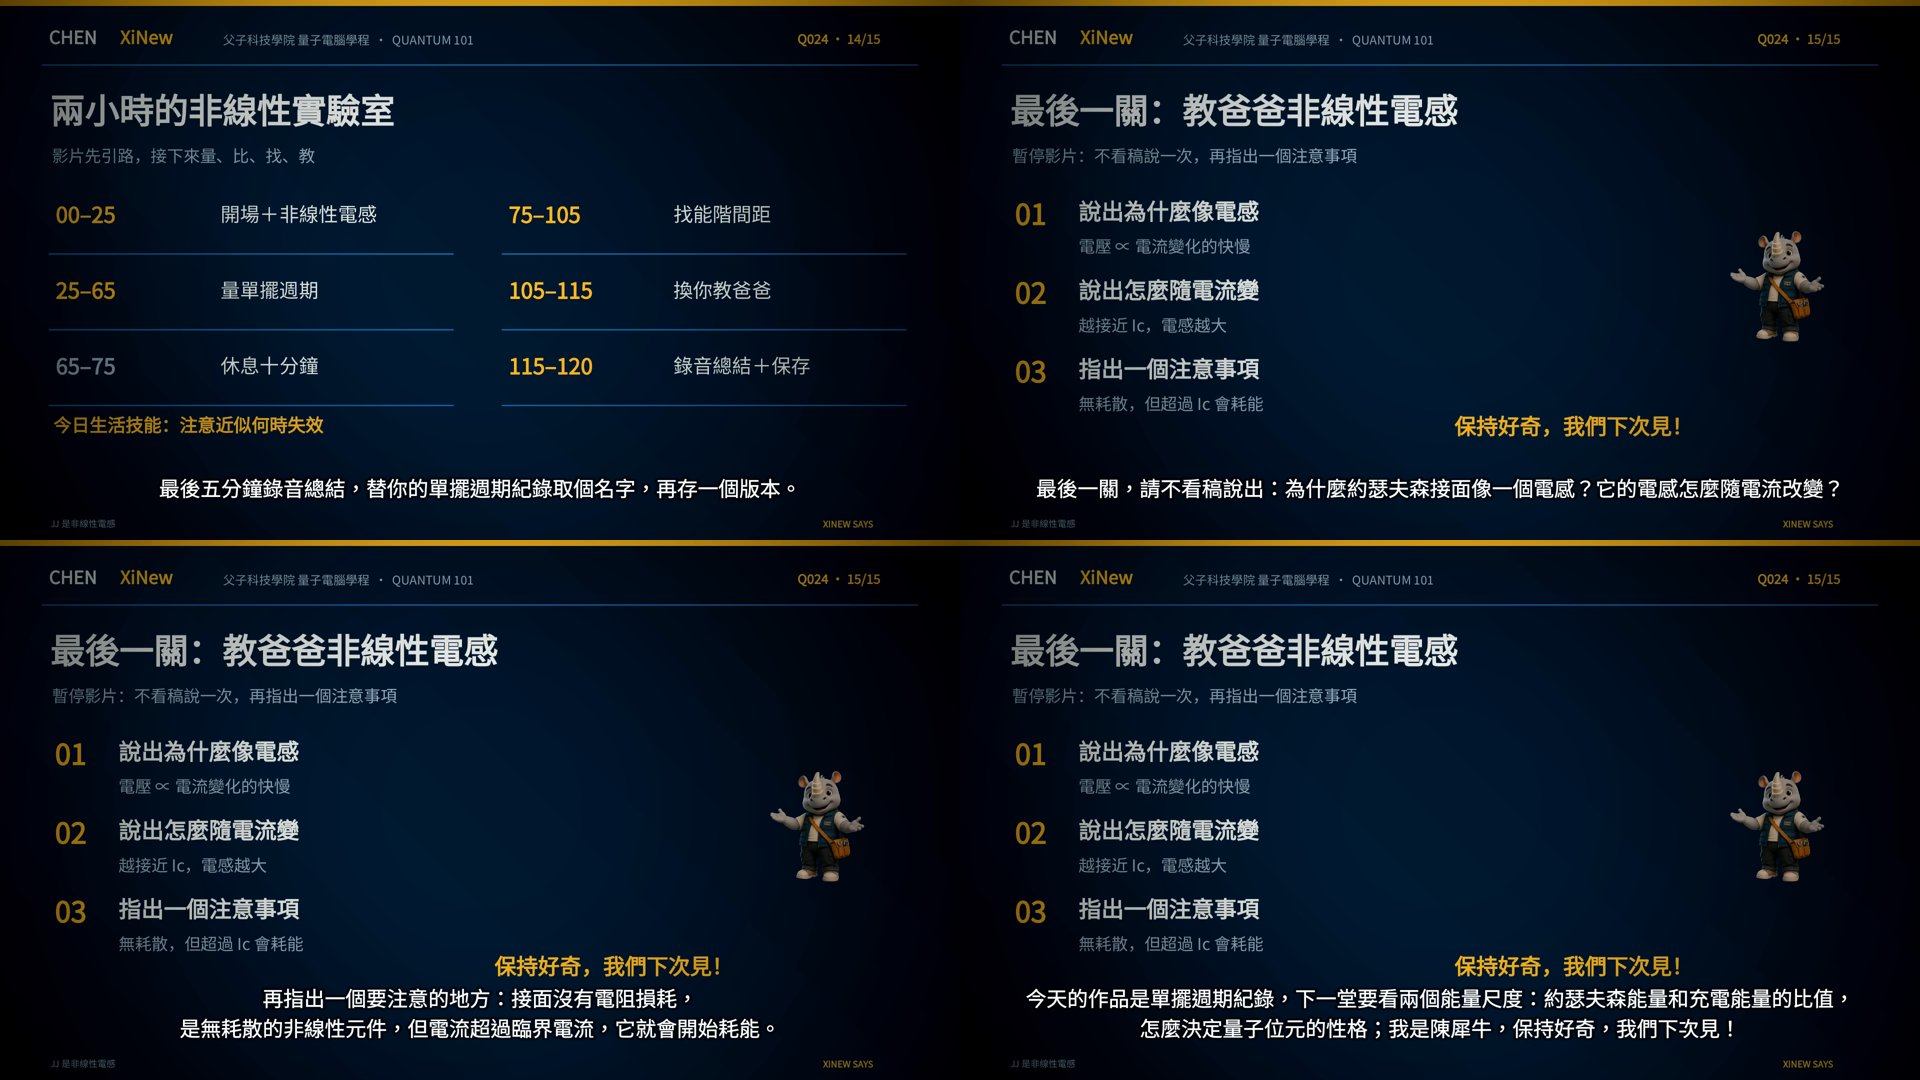 CHEN XiNew 父子科技學院 量子電腦學程 · QUANTUM 101 Q024 · 14/15
兩小時的非線性實驗室
影片先引路，接下來量、比、找、教
00–25 開場＋非線性電感
75–105 找能階間距
25–65 量單擺週期
105–115 換你教爸爸
65–75 休息十分鐘
115–120 錄音總結＋保存
今日生活技能：注意近似何時失效
最後五分鐘錄音總結，替你的單擺週期紀錄取個名字，再存一個版本。
JJ 是非線性電感 XINEW SAYS
CHEN XiNew 父子科技學院 量子電腦學程 · QUANTUM 101 Q024 · 15/15
最後一關：教爸爸非線性電感
暫停影片：不看稿說一次，再指出一個注意事項
01 說出為什麼像電感
電壓 ∝ 電流變化的快慢
02 說出怎麼隨電流變
越接近 Ic，電感越大
03 指出一個注意事項
無耗散，但超過 Ic 會耗能
保持好奇，我們下次見！
最後一關，請不看稿說出：為什麼約瑟夫森接面像一個電感？它的電感怎麼隨電流改變？
JJ 是非線性電感 XINEW SAYS
CHEN XiNew 父子科技學院 量子電腦學程 · QUANTUM 101 Q024 · 15/15
最後一關：教爸爸非線性電感
暫停影片：不看稿說一次，再指出一個注意事項
01 說出為什麼像電感
電壓 ∝ 電流變化的快慢
02 說出怎麼隨電流變
越接近 Ic，電感越大
03 指出一個注意事項
無耗散，但超過 Ic 會耗能
保持好奇，我們下次見！
再指出一個要注意的地方：接面沒有電阻損耗，
是無耗散的非線性元件，但電流超過臨界電流，它就會開始耗能。
JJ 是非線性電感 XINEW SAYS
CHEN XiNew 父子科技學院 量子電腦學程 · QUANTUM 101 Q024 · 15/15
最後一關：教爸爸非線性電感
暫停影片：不看稿說一次，再指出一個注意事項
01 說出為什麼像電感
電壓 ∝ 電流變化的快慢
02 說出怎麼隨電流變
越接近 Ic，電感越大
03 指出一個注意事項
無耗散，但超過 Ic 會耗能
保持好奇，我們下次見！
今天的作品是單擺週期紀錄，下一堂要看兩個能量尺度：約瑟夫森能量和充電能量的比值，
怎麼決定量子位元的性格；我是陳犀牛，保持好奇，我們下次見！
JJ 是非線性電感 XINEW SAYS